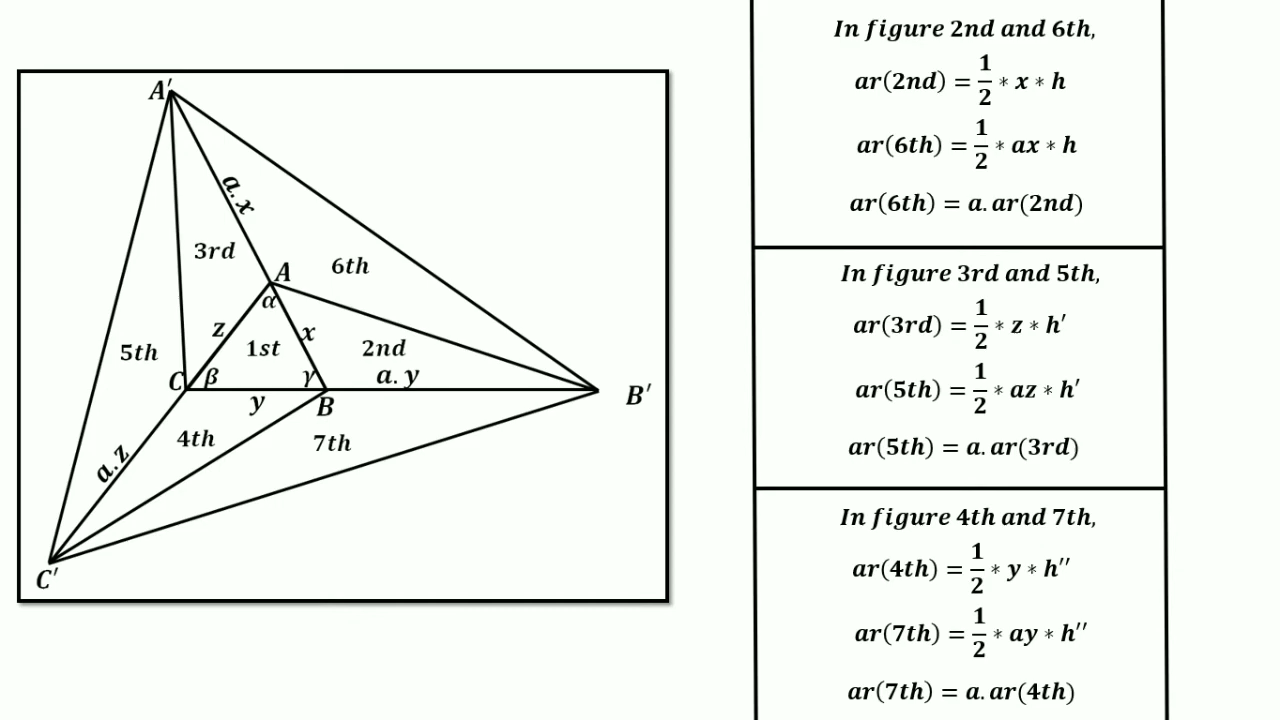 A′
a.x
3rd
A
6th
α
z
x
5th
1st
2nd
C
β
γ
a.y
B′
y
B
4th
7th
a.z
C′
In figure 2nd and 6th,
ar(2nd) = 1/2 * x * h
ar(6th) = 1/2 * ax * h
ar(6th) = a.ar(2nd)
In figure 3rd and 5th,
ar(3rd) = 1/2 * z * h′
ar(5th) = 1/2 * az * h′
ar(5th) = a.ar(3rd)
In figure 4th and 7th,
ar(4th) = 1/2 * y * h′′
ar(7th) = 1/2 * ay * h′′
ar(7th) = a.ar(4th)